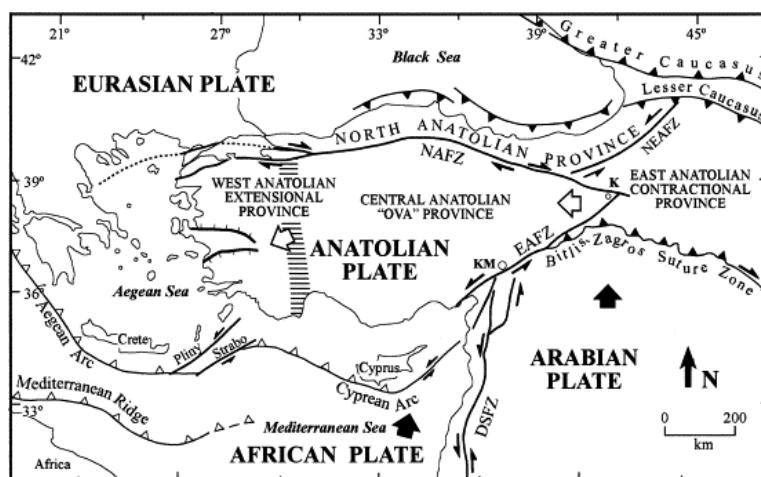 21°
27°
33°
39°
45°
42°
39°
36°
33°
Greater Caucasus
Black Sea
EURASIAN PLATE
Lesser Caucasus
NORTH ANATOLIAN PROVINCE
NAFZ
NEAFZ
WEST ANATOLIAN
EXTENSIONAL
PROVINCE
CENTRAL ANATOLIAN
"OVA" PROVINCE
K
EAST ANATOLIAN
CONTRACTIONAL
PROVINCE
ANATOLIAN
PLATE
KM
EAFZ
Bitlis-Zagros Suture Zone
Aegean Sea
Aegean Arc
Crete
Pliny
Strabo
Cyprus
Cyprean Arc
ARABIAN
PLATE
N
Mediterranean Ridge
Mediterranean Sea
DSFZ
0 200
km
Africa
AFRICAN PLATE